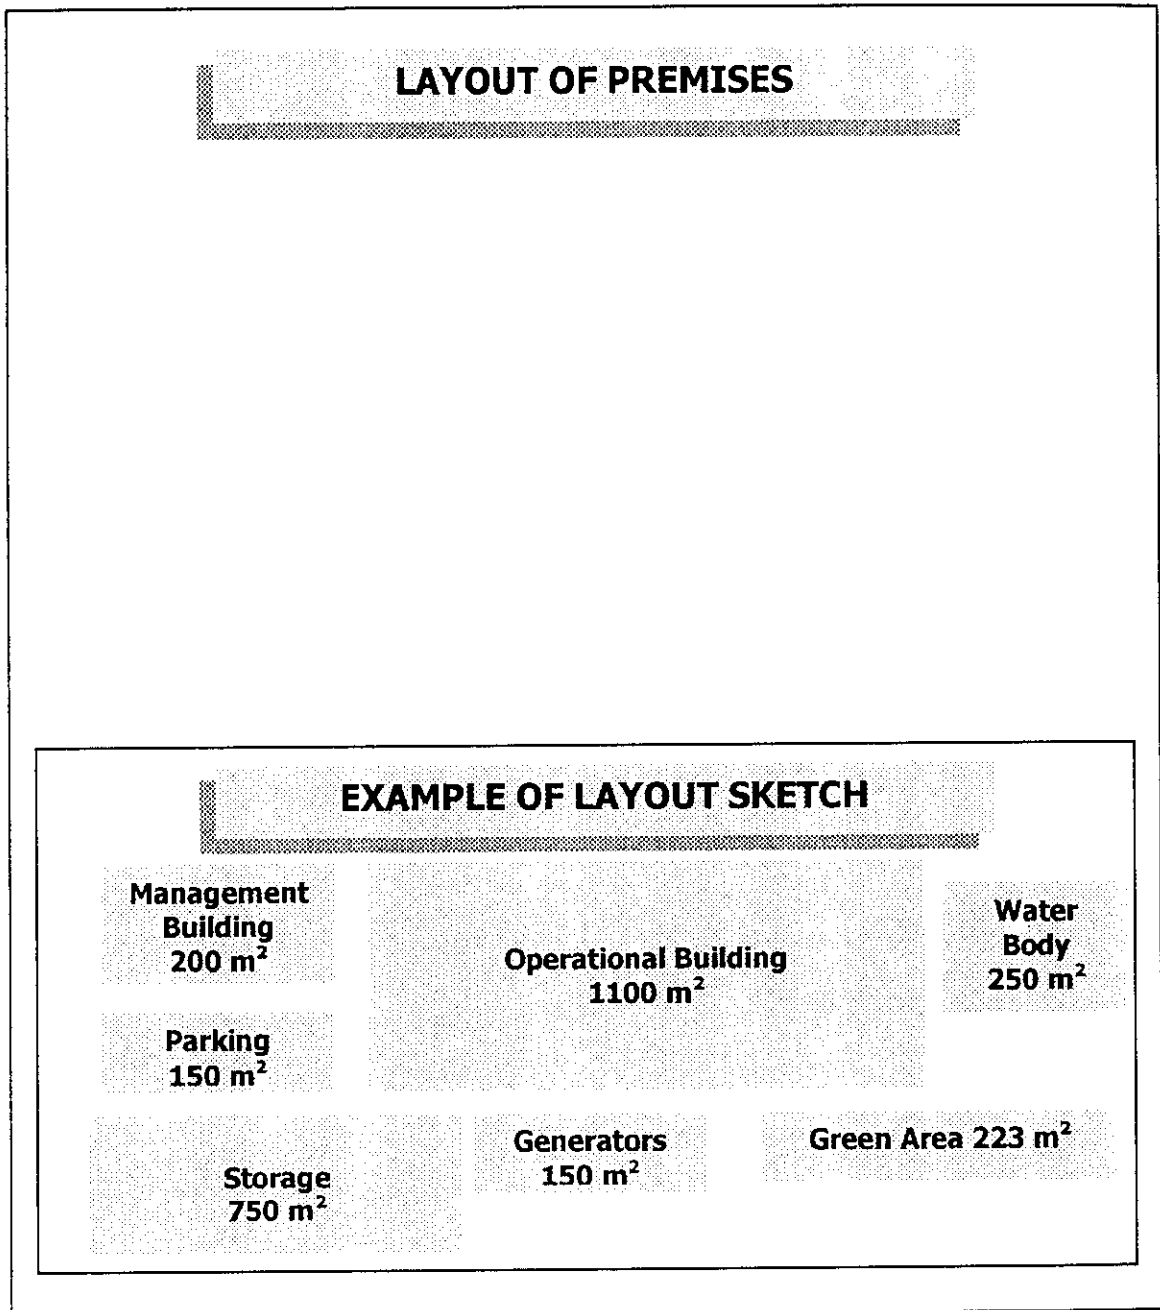 LAYOUT OF PREMISES
EXAMPLE OF LAYOUT SKETCH
Management
Building
200 m²
Operational Building
1100 m²
Water
Body
250 m²
Parking
150 m²
Storage
750 m²
Generators
150 m²
Green Area 223 m²